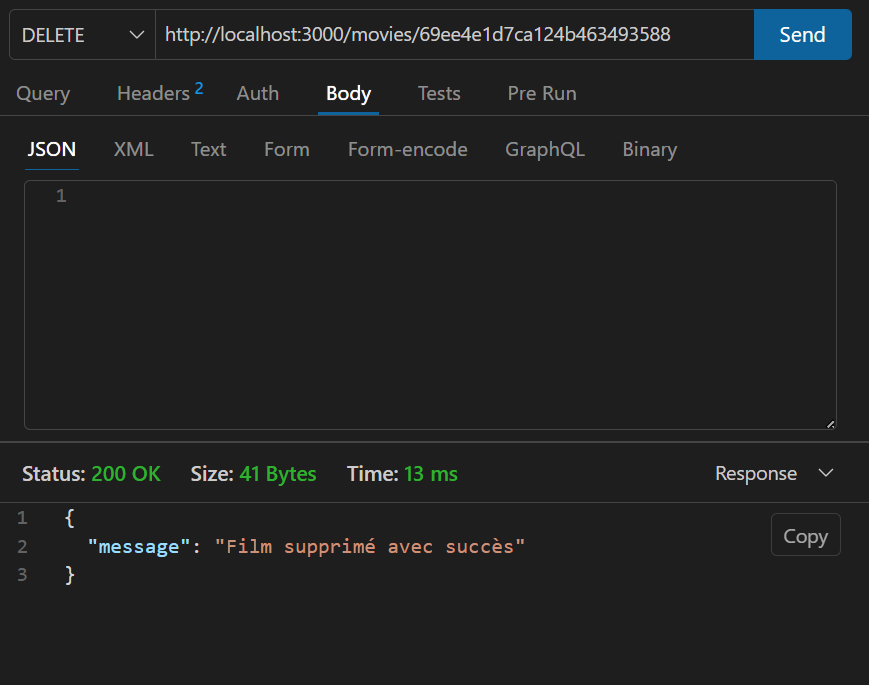 DELETE http://localhost:3000/movies/69ee4e1d7ca124b463493588 Send
Query Headers 2 Auth Body Tests Pre Run
JSON XML Text Form Form-encode GraphQL Binary
1
Status: 200 OK Size: 41 Bytes Time: 13 ms Response
1 {
2 "message": "Film supprimé avec succès"
3 }
Copy